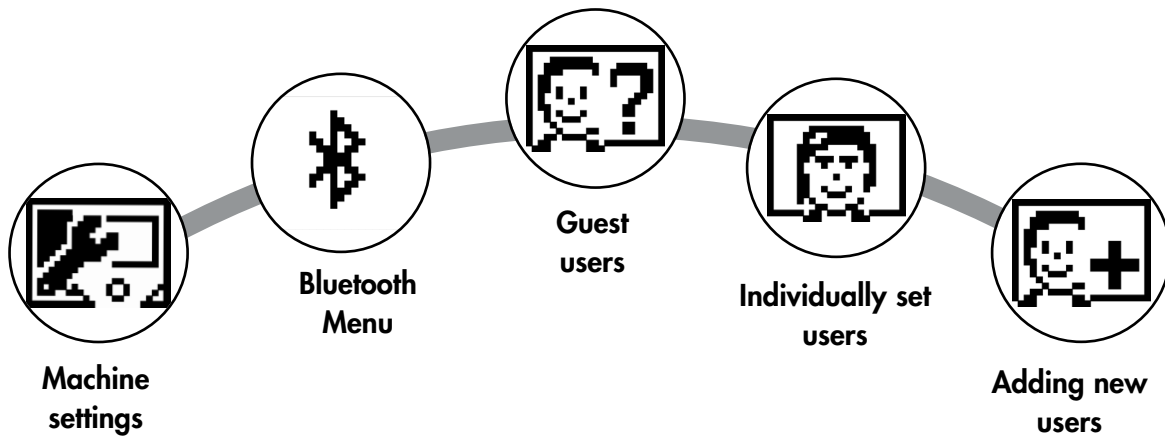 Machine
settings
Bluetooth
Menu
?
Guest
users
Individually set
users
+
Adding new
users